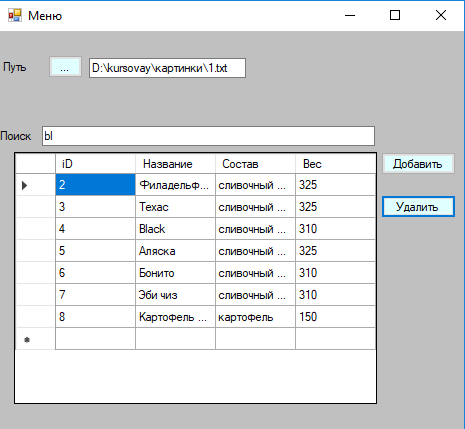 Меню
Путь ... D:\kursovay\картинки\1.txt
Поиск bl
iD Название Состав Вес Добавить
2 Филадельф... сливочный ... 325
3 Техас сливочный ... 325 Удалить
4 Black сливочный ... 310
5 Аляска сливочный ... 325
6 Бонито сливочный ... 310
7 Эби чиз сливочный ... 310
8 Картофель ... картофель 150